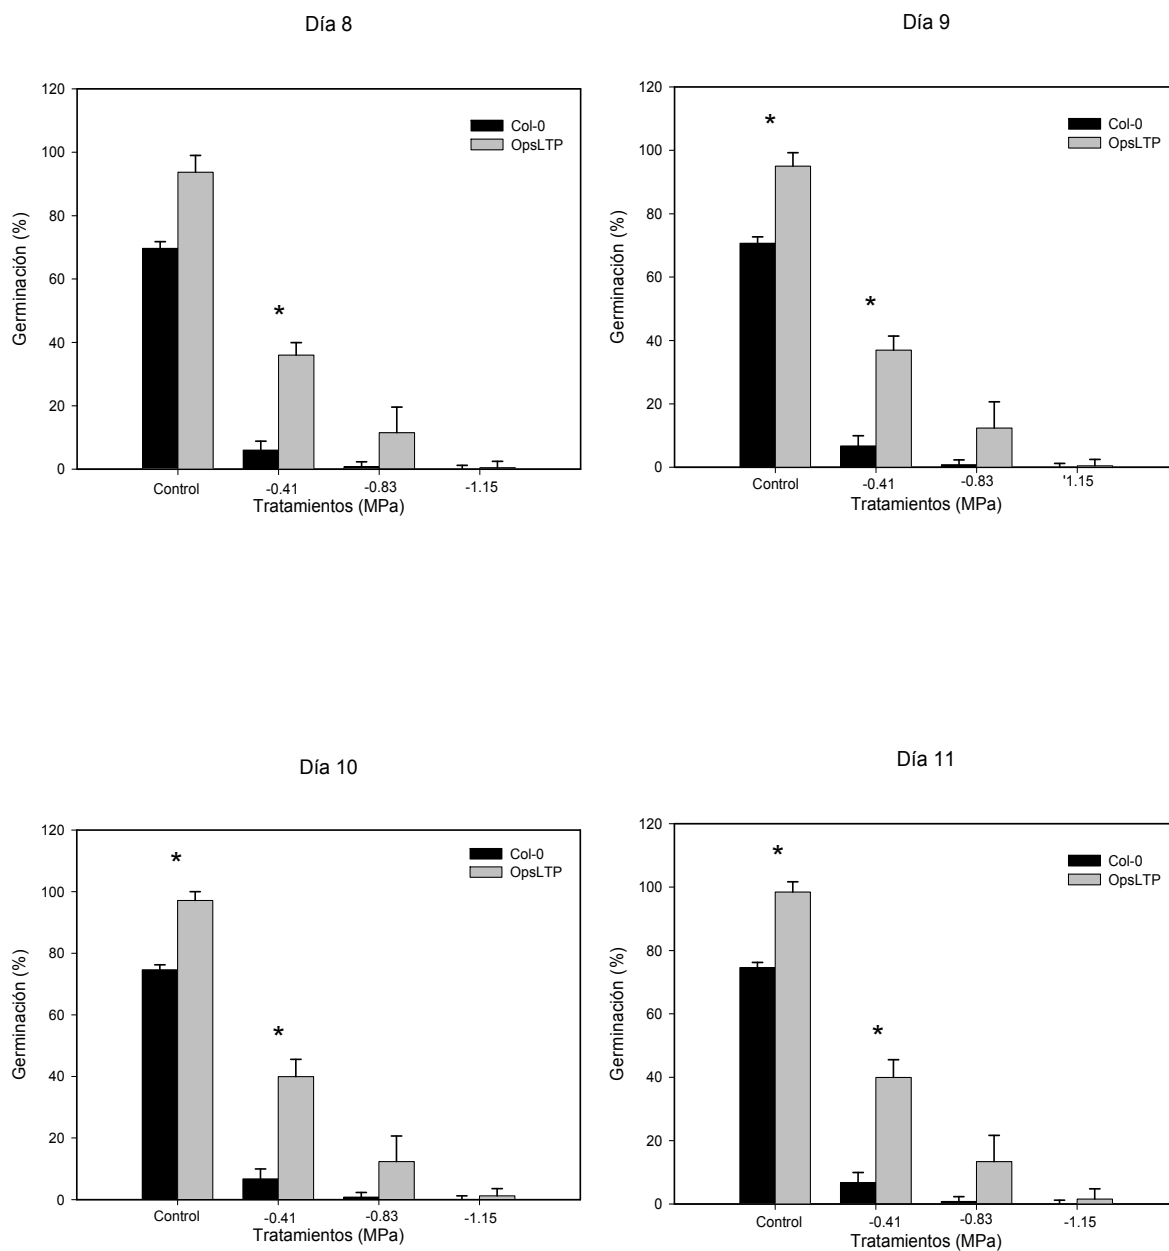 Día 8
120
100
80
60
40
20
0
Germinación (%)
Col-0
OpsLTP
*
Control
-0.41
-0.83
-1.15
Tratamientos (MPa)
Día 9
120
100
80
60
40
20
0
Germinación (%)
Col-0
OpsLTP
*
*
Control
-0.41
-0.83
'1.15
Tratamientos (MPa)
Día 10
120
100
80
60
40
20
0
Germinación (%)
Col-0
OpsLTP
*
*
Control
-0.41
-0.83
-1.15
Tratamientos (MPa)
Día 11
120
100
80
60
40
20
0
Germinación (%)
Col-0
OpsLTP
*
*
Control
-0.41
-0.83
-1.15
Tratamientos (MPa)